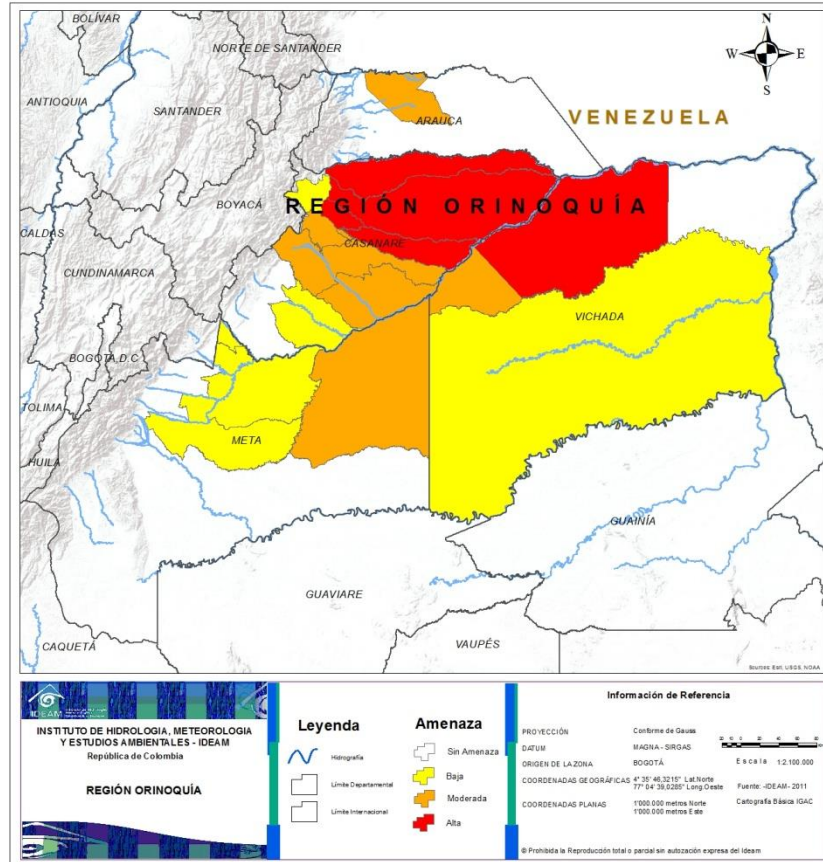 BOLÍVAR
NORTE DE SANTANDER
N
W E
S
ANTIOQUIA
SANTANDER
ARAUCA
VENEZUELA
BOYACÁ
REGIÓN ORINOQUÍA
CALDAS
CASANARE
CUNDINAMARCA
VICHADA
BOGOTÁ D.C
TOLIMA
META
HUILA
GUAINÍA
GUAVIARE
CAQUETÁ
VAUPÉS
Sources: Esri, USGS, NOAA
IDEAM
INSTITUTO DE HIDROLOGIA, METEOROLOGIA
Y ESTUDIOS AMBIENTALES - IDEAM
República de Colombia
REGIÓN ORINOQUÍA
Leyenda
Hidrografía
Límite Departamental
Límite Internacional
Amenaza
Sin Amenaza
Baja
Moderada
Alta
Información de Referencia
PROYECCIÓN Conforme de Gauss
DATUM MAGNA - SIRGAS
ORIGEN DE LA ZONA BOGOTÁ
COORDENADAS GEOGRÁFICAS 4° 35' 46,3215" Lat.Norte
77° 04' 39,0285" Long.Oeste
COORDENADAS PLANAS 1'000.000 metros Norte
1'000.000 metros Este
Escala 1:2.100.000
Fuente: -IDEAM- 2011
Cartografía Básica IGAC
© Prohibida la Reproducción total o parcial sin autozación expresa del Ideam